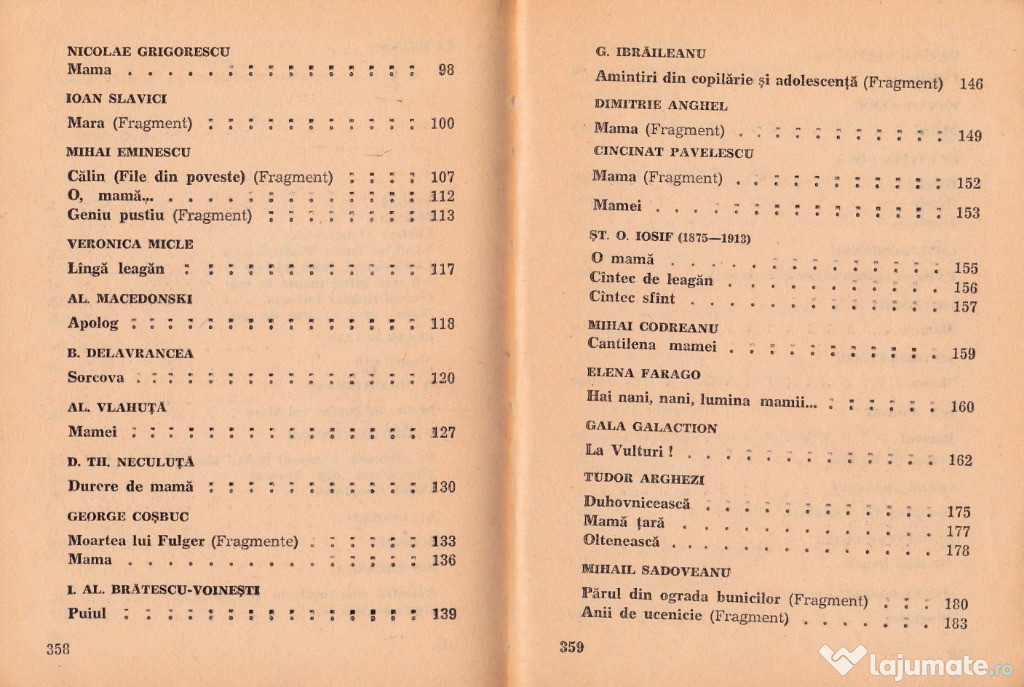 NICOLAE GRIGORESCU
Mama . . . . . . . . . . . . . . . . 98
IOAN SLAVICI
Mara (Fragment) : : : : : : : : : : : : 100
MIHAI EMINESCU
Călin (File din poveste) (Fragment) : : : : 107
O, mamă... . . . . . . . . . . . . . . 112
Geniu pustiu (Fragment) : : : : : : : : : 113
VERONICA MICLE
Lîngă leagăn : : : : : : : : : : : : : 117
AL. MACEDONSKI
Apolog : : : : : : : : : : : : : : : : 118
B. DELAVRANCEA
Sorcova . : : : : : : : : : : : : : : : 120
AL. VLAHUȚĂ
Mamei : : : : : : : : : : : : : : : : 127
D. TH. NECULUȚĂ
Durere de mamă : : : : : : : : : : : : 130
GEORGE COȘBUC
Moartea lui Fulger (Fragmente) . : : : : : 133
Mama . . . . . . . . . . . . . . . . 136
I. AL. BRĂTESCU-VOINEȘTI
Puiul . : : : : : : : : : : : : : : : : 139
358
G. IBRĂILEANU
Amintiri din copilărie și adolescență (Fragment) 146
DIMITRIE ANGHEL
Mama (Fragment) . : : : : : : : : : : 149
CINCINAT PAVELESCU
Mama (Fragment) . . : : : : : : : : : 152
Mamei . . : : : : : : : : : : : : : : 153
ȘT. O. IOSIF (1875—1913)
O mamă . . . . . . . . . . . . . . . 155
Cîntec de leagăn . . . . . . . . . . . . 156
Cîntec sfînt . . . . . . . . . . . . . . 157
MIHAI CODREANU
Cantilena mamei . . : : : : : : : : : : 159
ELENA FARAGO
Hai nani, nani, lumina mamii... . : : : : : : 160
GALA GALACTION
La Vulturi ! . . . . . . . . . . . . . . 162
TUDOR ARGHEZI
Duhovnicească . . . . . . . . . . . . . 175
Mamă țară . . . . . . . . . . . . . . 177
Oltenească . . . . . . . . . . . . . . 178
MIHAIL SADOVEANU
Părul din ograda bunicilor (Fragment) . . . . 180
Anii de ucenicie (Fragment) . . . . . . . . 183
359
lajumate.ro